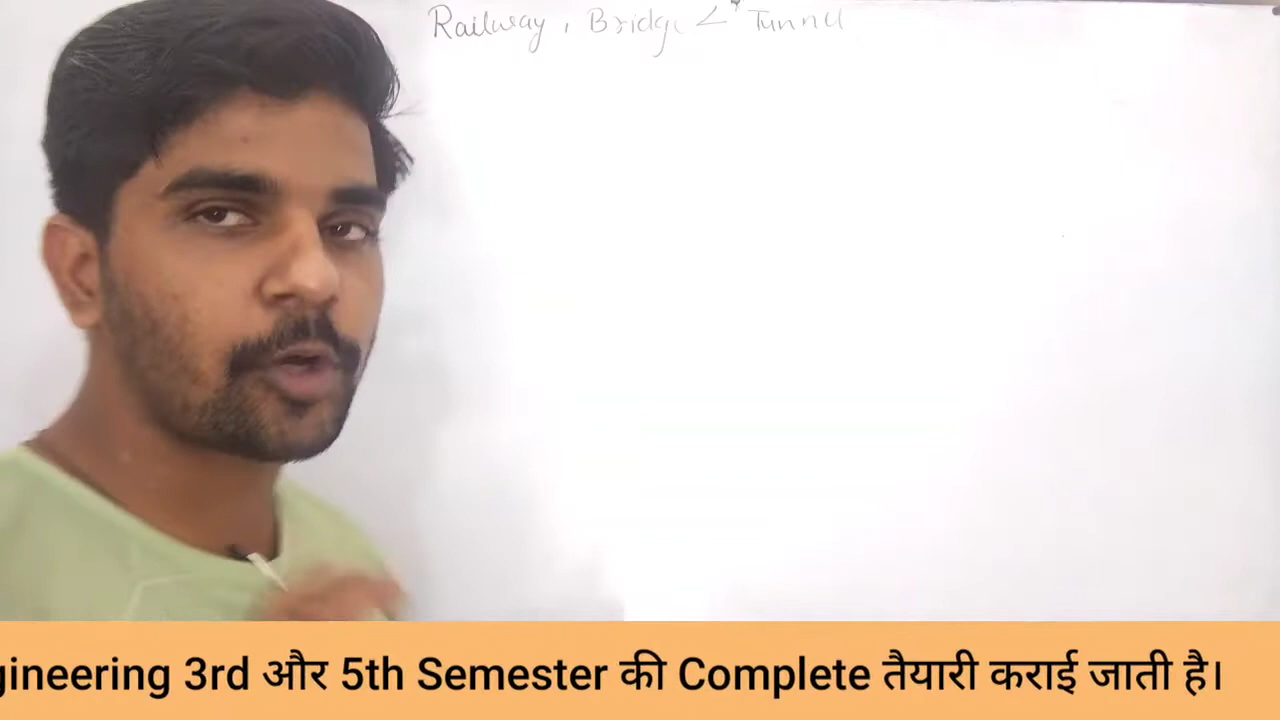 Railway, Bridge & Tunnel
gineering 3rd और 5th Semester की Complete तैयारी कराई जाती है।